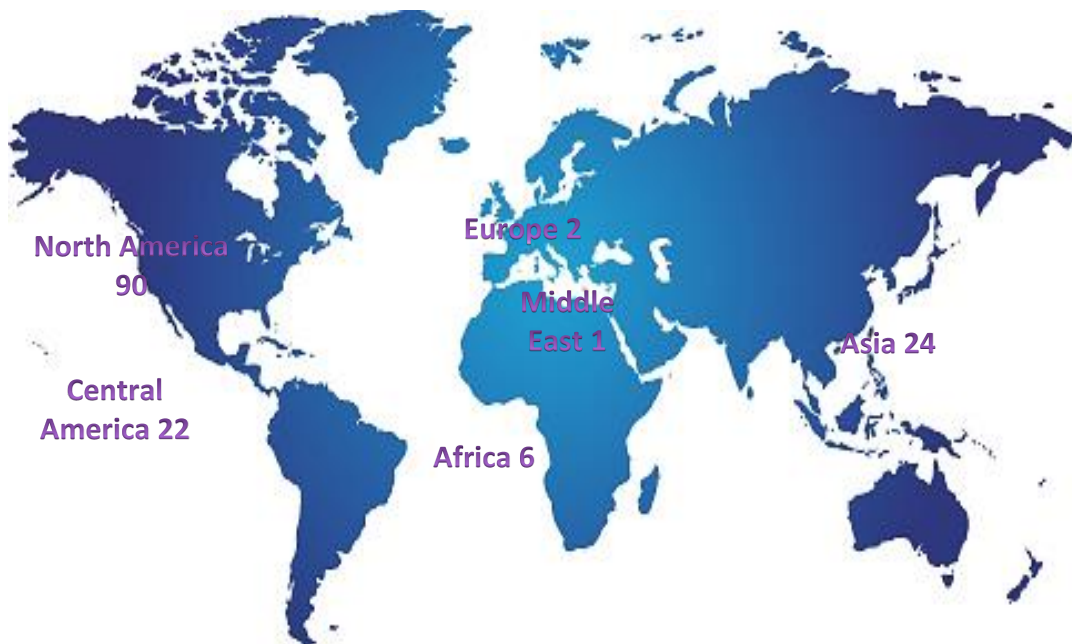 North America
90
Europe 2
Middle
East 1
Asia 24
Central
America 22
Africa 6